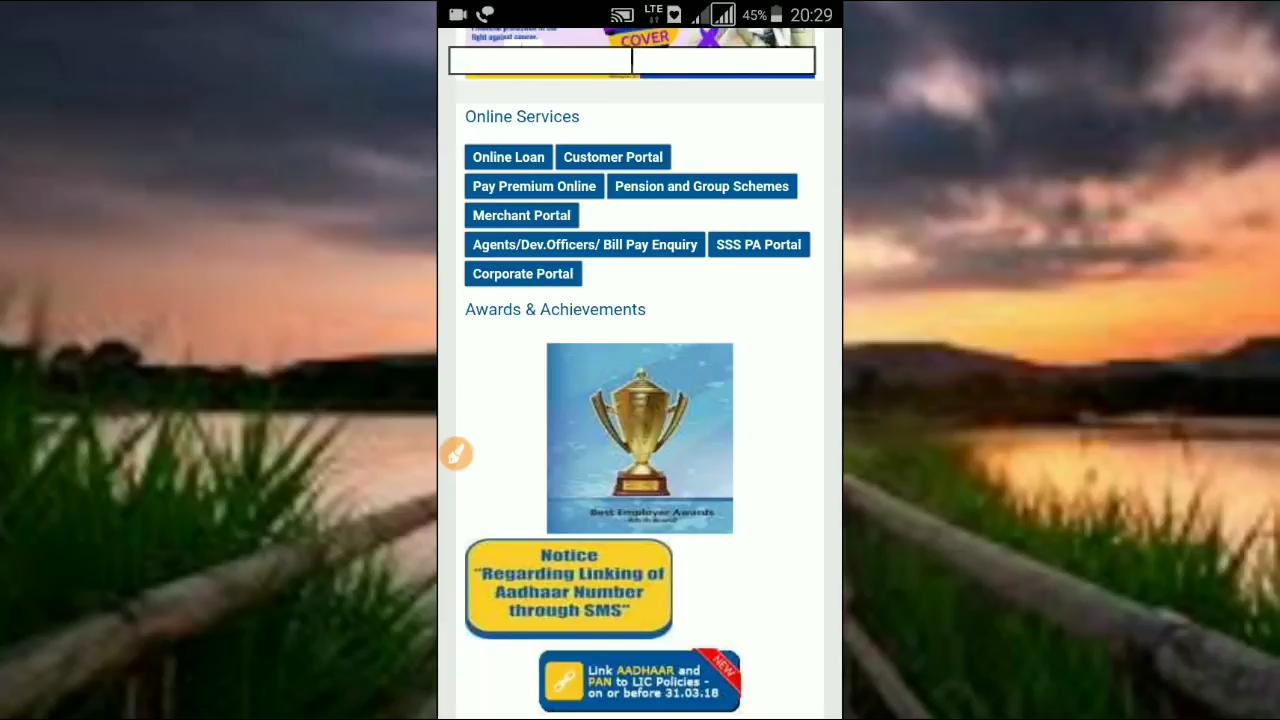 LTE 45% 20:29
fight against cancer.
COVER
Online Services
Online Loan Customer Portal
Pay Premium Online Pension and Group Schemes
Merchant Portal
Agents/Dev.Officers/ Bill Pay Enquiry SSS PA Portal
Corporate Portal
Awards & Achievements
Best Employer Awards
Notice
"Regarding Linking of
Aadhaar Number
through SMS"
NEW
Link AADHAAR and
PAN to LIC Policies -
on or before 31.03.18